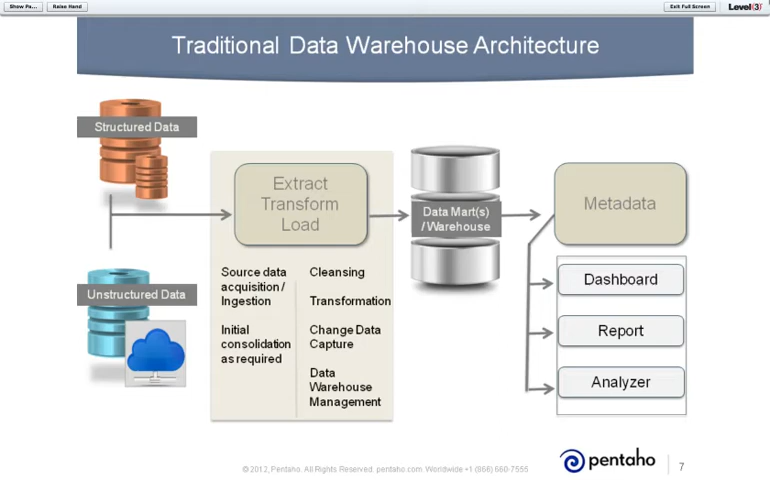 Show Pa...
Raise Hand
Exit Full Screen
Level(3)
Traditional Data Warehouse Architecture
Structured Data
Unstructured Data
Extract
Transform
Load
Source data
acquisition /
Ingestion
Initial
consolidation
as required
Cleansing
Transformation
Change Data
Capture
Data
Warehouse
Management
Data Mart(s)
/ Warehouse
Metadata
Dashboard
Report
Analyzer
© 2012, Pentaho. All Rights Reserved. pentaho.com. Worldwide +1 (866) 660-7555
pentaho
7